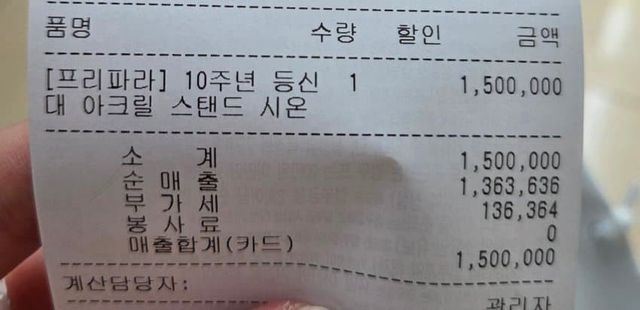 품명 수량 할인 금액
[프리파라] 10주년 등신 1 1,500,000
대 아크릴 스탠드 시온
소 계 1,500,000
순 매 출 1,363,636
부 가 세 136,364
봉 사 료 0
매출합계(카드) 1,500,000
계산담당자: 관리자